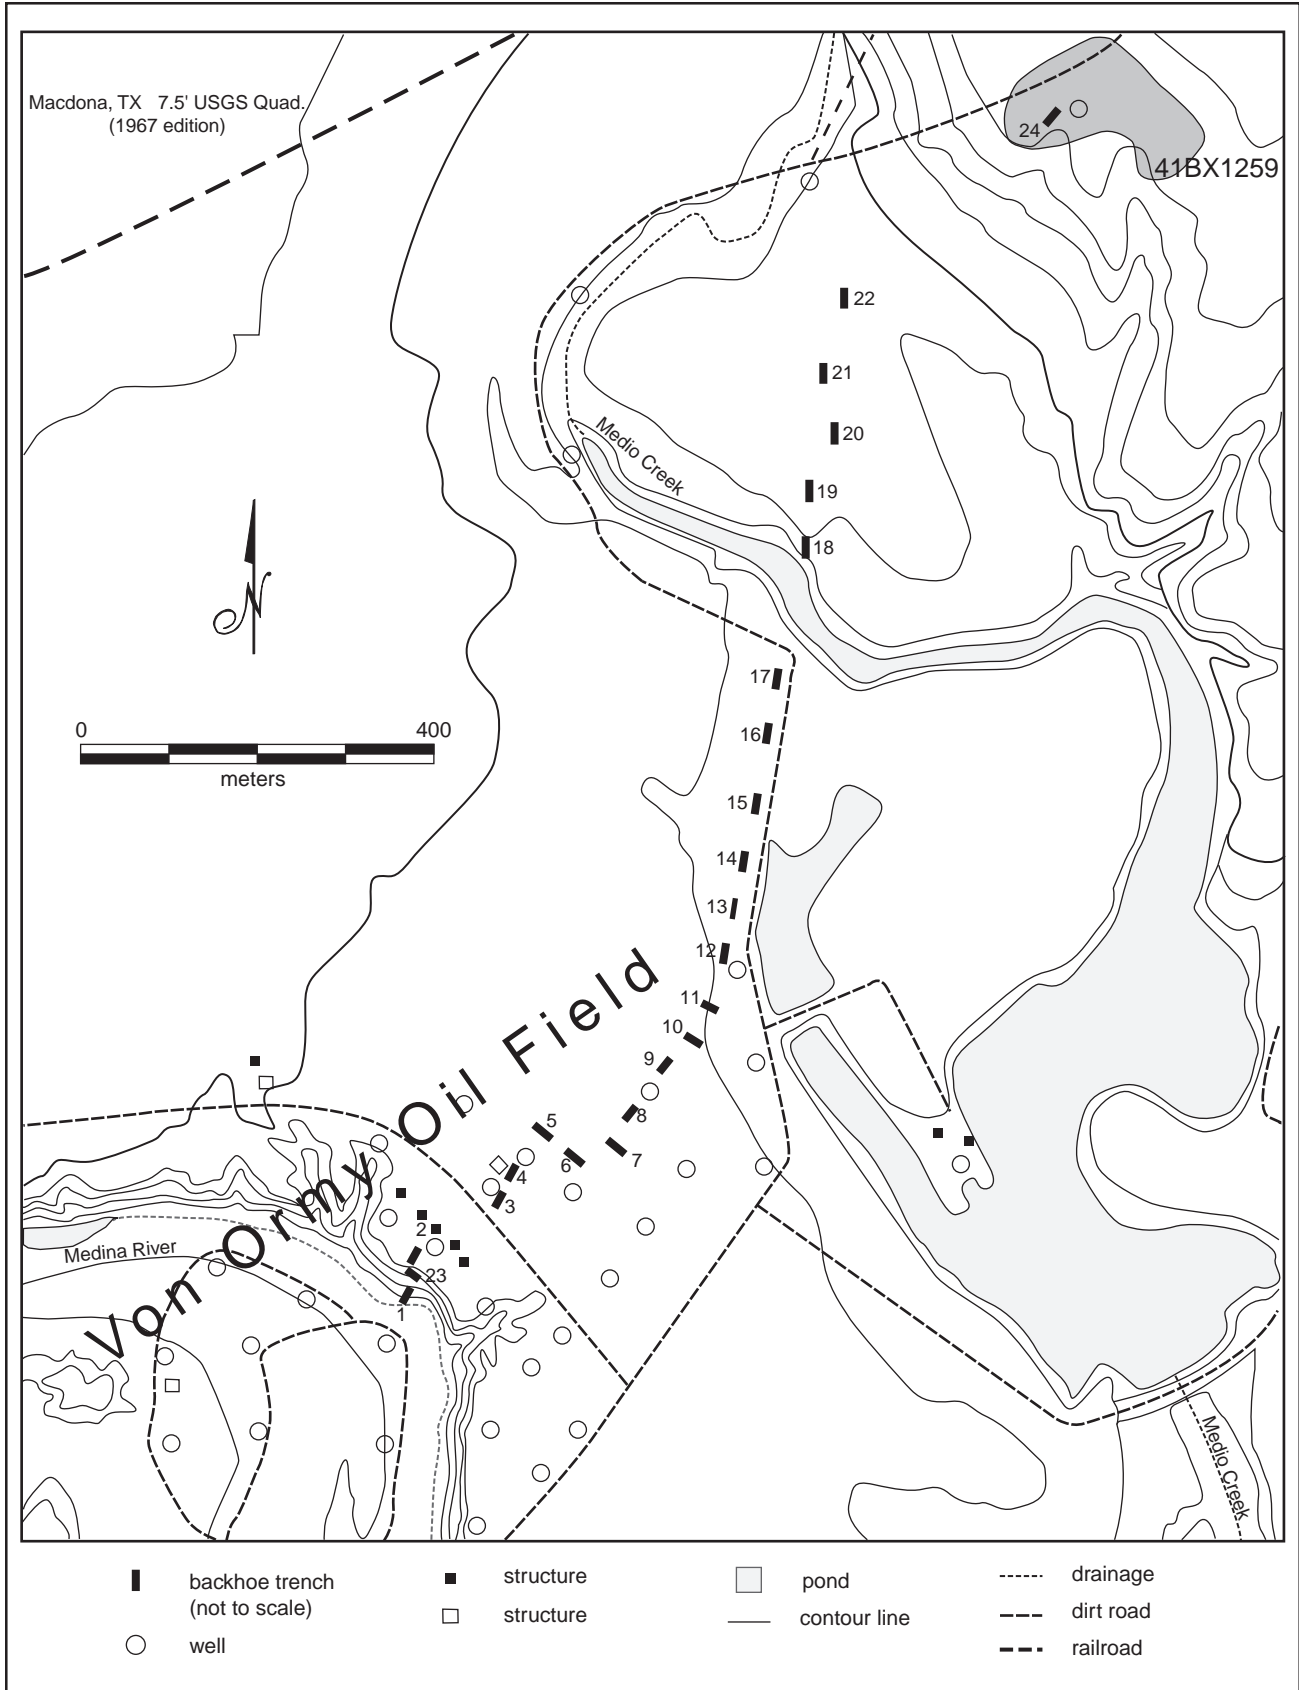 Macdona, TX 7.5' USGS Quad.
(1967 edition)
24
41BX1259
22
21
20
Medio Creek
19
18
N
17
0 400
meters
16
15
14
13
12
11
10
9
8
5
6
7
4
3
Von Ormy Oil Field
2
23
1
Medina River
Medio Creek
backhoe trench
(not to scale)
well
structure
structure
pond
contour line
drainage
dirt road
railroad